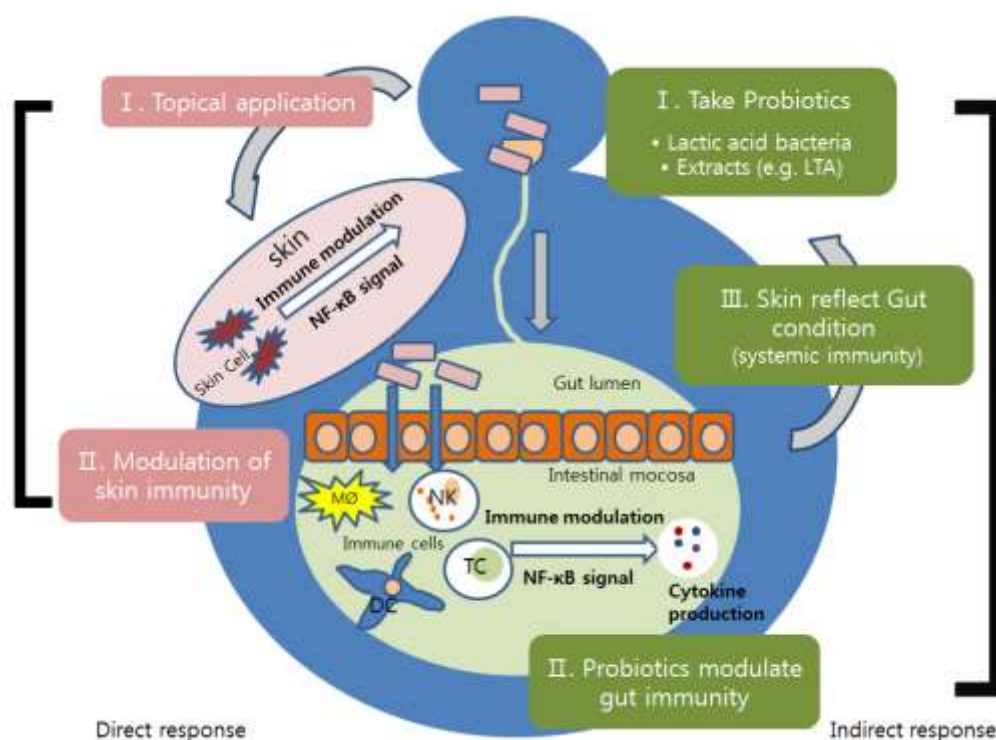 Ⅰ. Topical application
Ⅰ. Take Probiotics
• Lactic acid bacteria
• Extracts (e.g. LTA)
skin
Immune modulation
NF-κB signal
Skin Cell
Ⅲ. Skin reflect Gut
condition
(systemic immunity)
Gut lumen
Ⅱ. Modulation of
skin immunity
Intestinal mocosa
MØ
NK
Immune modulation
Immune cells
TC
NF-κB signal
DC
Cytokine
production
Ⅱ. Probiotics modulate
gut immunity
Direct response
Indirect response